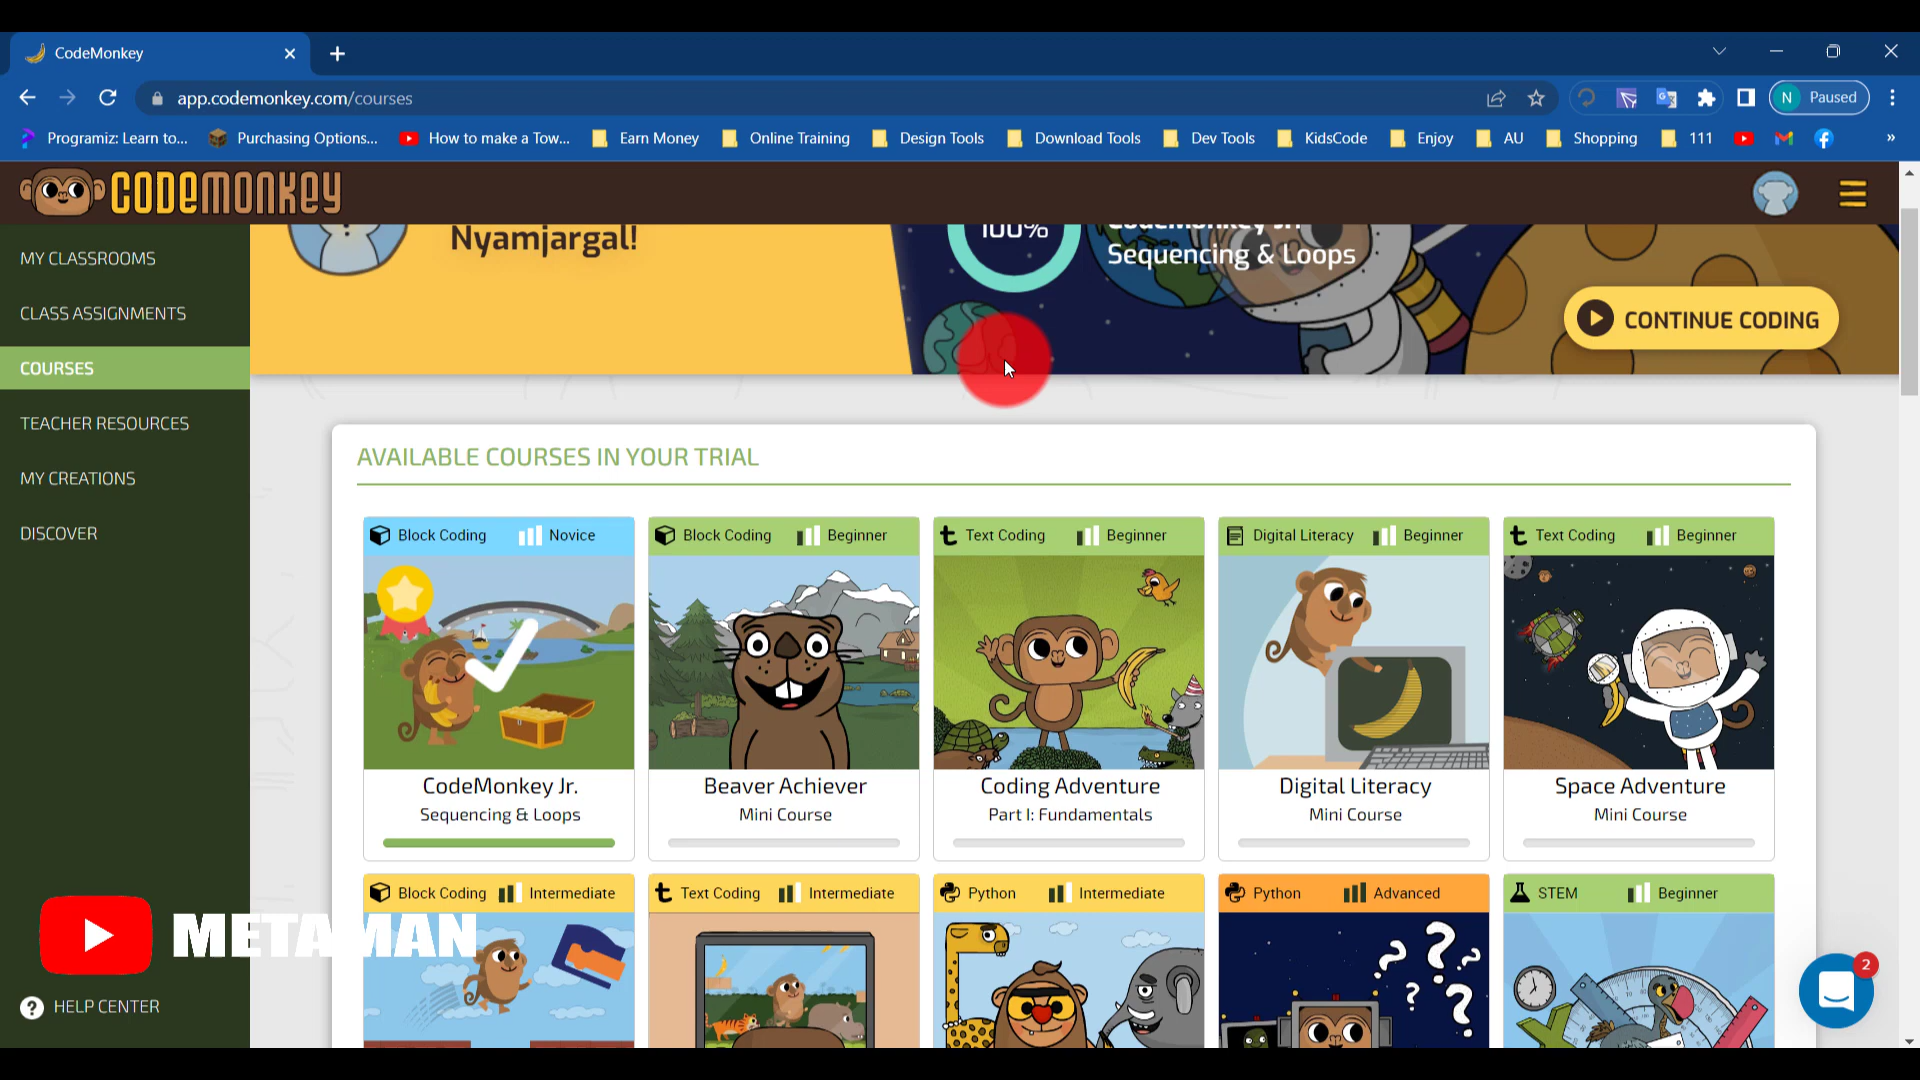 CodeMonkey
app.codemonkey.com/courses
Paused
N
Programiz: Learn to...
Purchasing Options...
How to make a Tow...
Earn Money
Online Training
Design Tools
Download Tools
Dev Tools
KidsCode
Enjoy
AU
Shopping
111
»
CODEMONKEY
MY CLASSROOMS
CLASS ASSIGNMENTS
COURSES
TEACHER RESOURCES
MY CREATIONS
DISCOVER
HELP CENTER
Nyamjargal!
100%
CodeMonkey Jr.
Sequencing & Loops
CONTINUE CODING
AVAILABLE COURSES IN YOUR TRIAL
Block Coding Novice
CodeMonkey Jr.
Sequencing & Loops
Block Coding Beginner
Beaver Achiever
Mini Course
Text Coding Beginner
Coding Adventure
Part I: Fundamentals
Digital Literacy Beginner
Digital Literacy
Mini Course
Text Coding Beginner
Space Adventure
Mini Course
Block Coding Intermediate
Text Coding Intermediate
Python Intermediate
Python Advanced
STEM Beginner
METAMAN
2